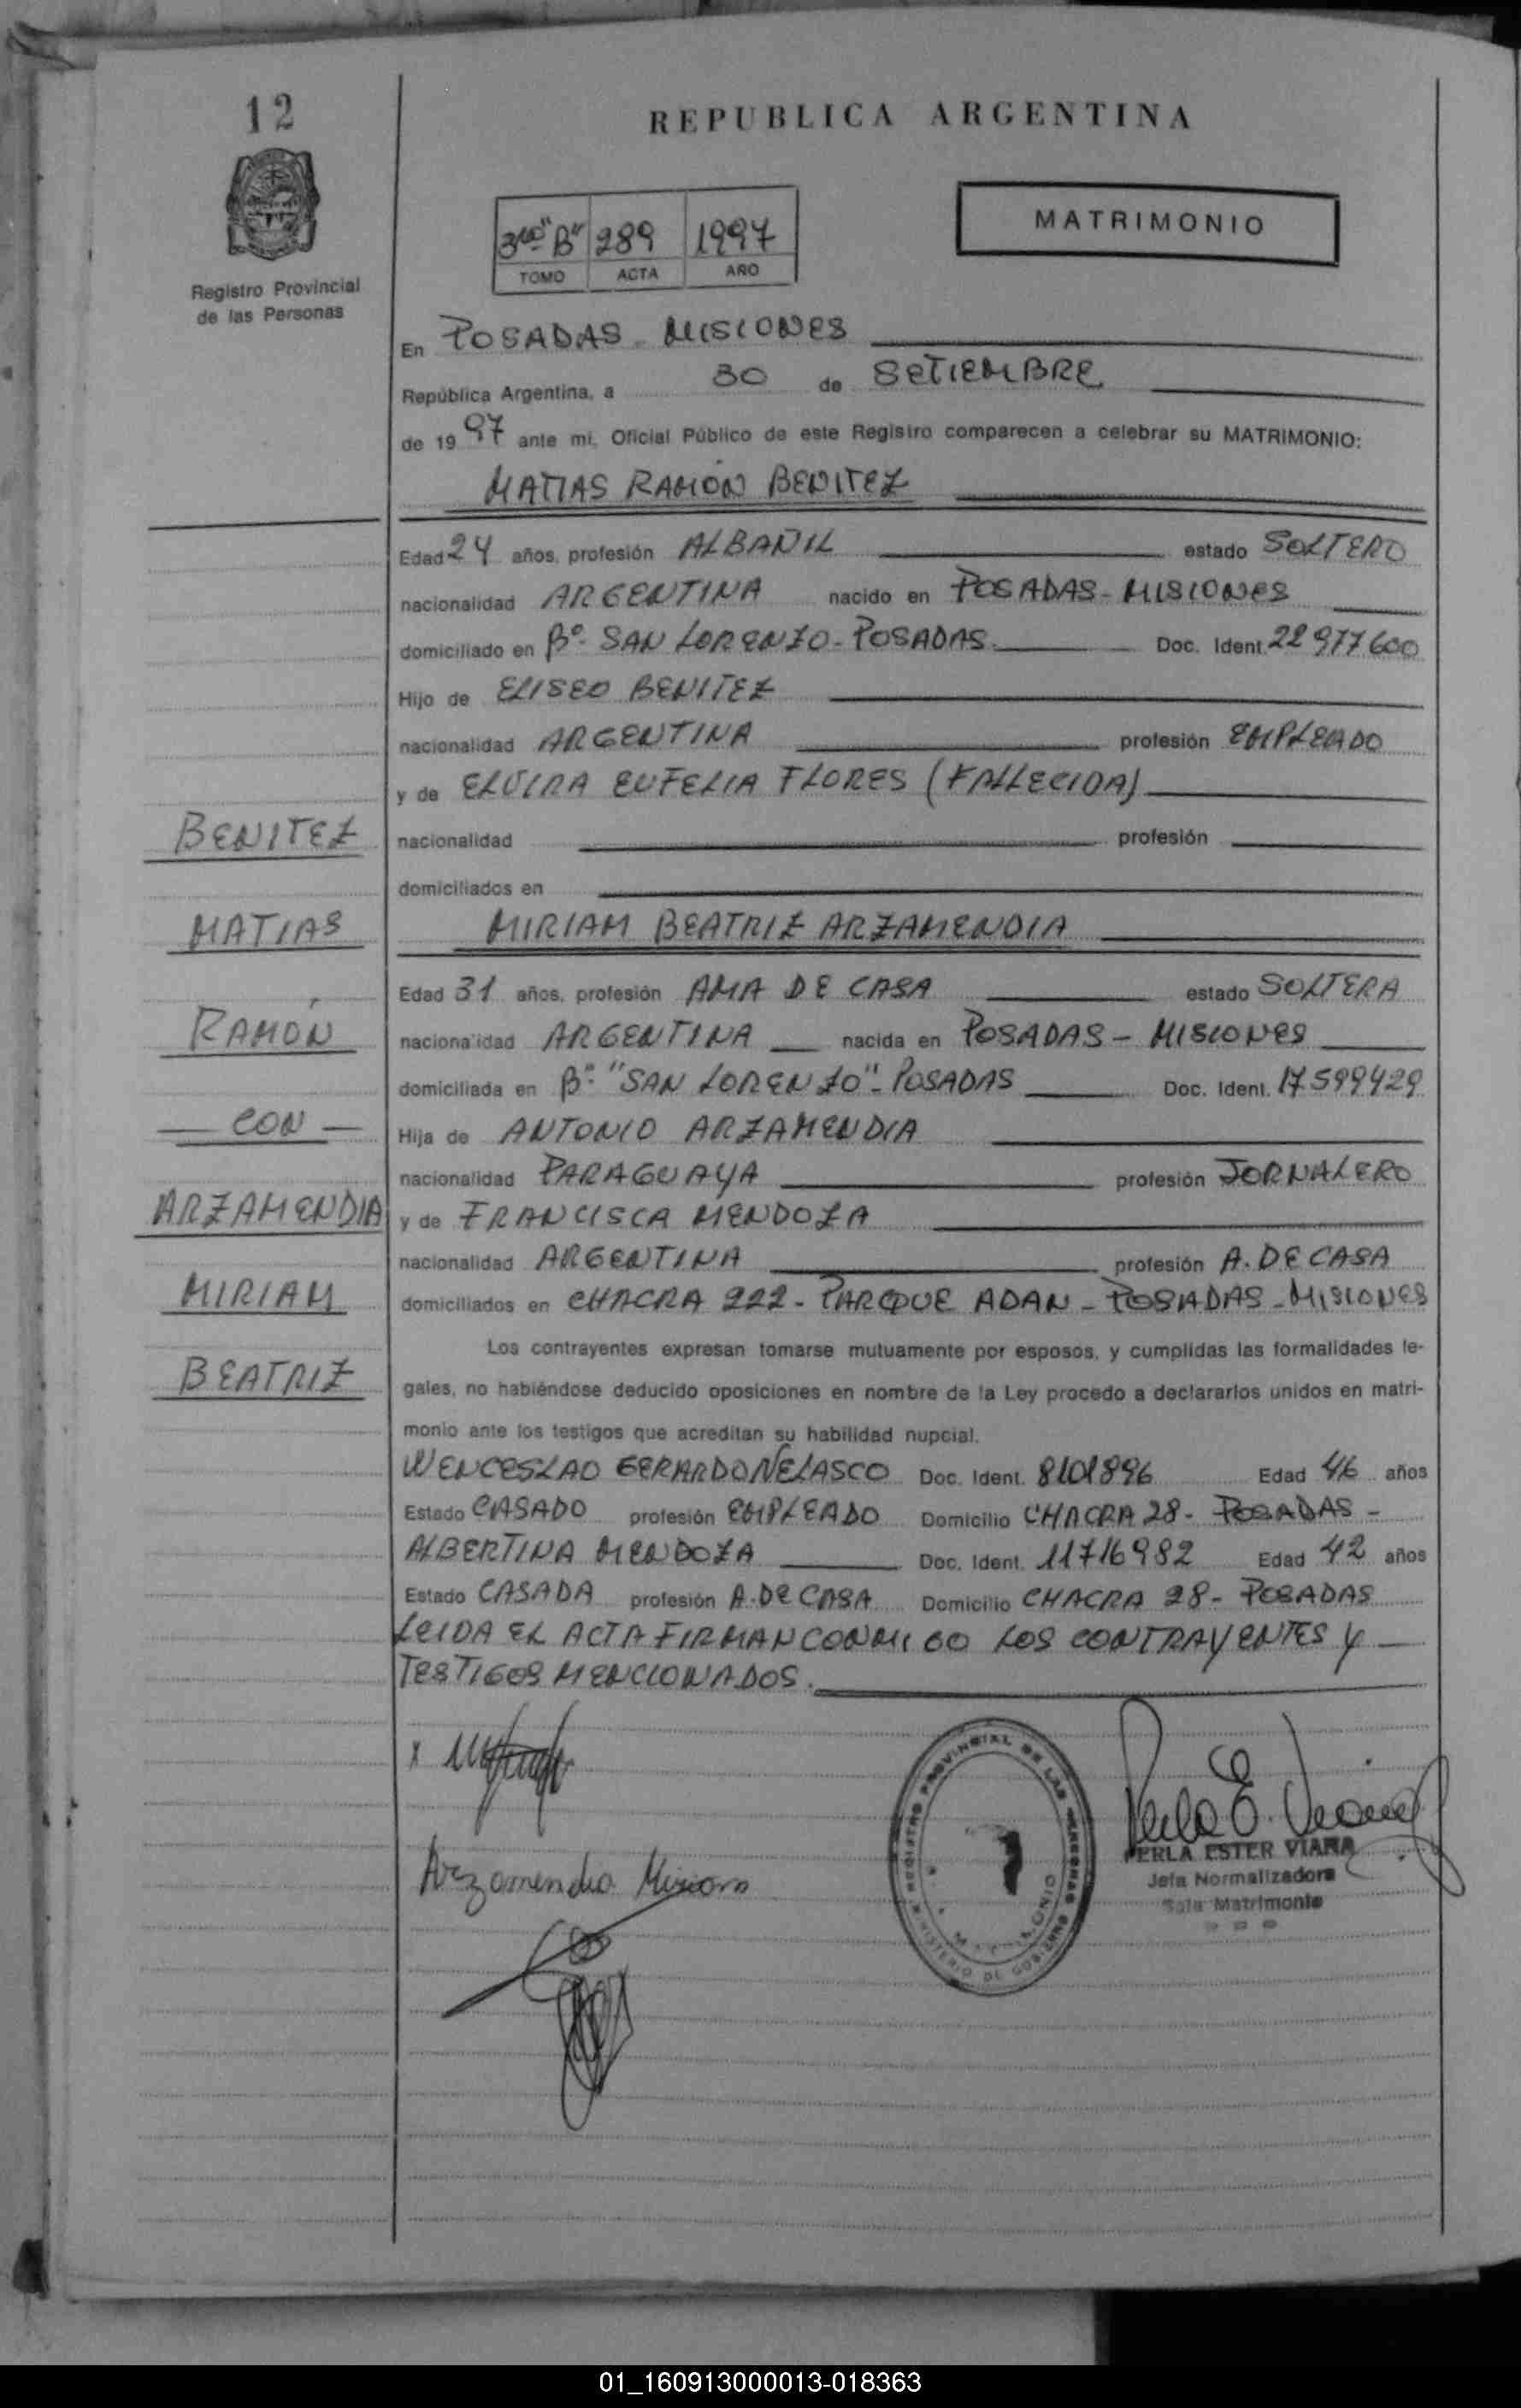 12
REPUBLICA ARGENTINA
MATRIMONIO
3ro "B" 289 1997
TOMO ACTA AÑO
Registro Provincial
de las Personas
En POSADAS - MISIONES
República Argentina, a 30 de SETIEMBRE
de 1997 ante mi, Oficial Público de este Registro comparecen a celebrar su MATRIMONIO:
MATIAS RAMÓN BENITEZ
Edad 24 años, profesión ALBAÑIL estado SOLTERO
nacionalidad ARGENTINA nacido en POSADAS - MISIONES
domiciliado en Bº SAN LORENZO - POSADAS. Doc. Ident. 22977600
Hijo de ELISEO BENITEZ
nacionalidad ARGENTINA profesión EMPLEADO
y de ELVIRA EUFELIA FLORES (FALLECIDA)
nacionalidad profesión
domiciliados en
MIRIAM BEATRIZ ARZAMENDIA
Edad 31 años, profesión AMA DE CASA estado SOLTERA
nacionalidad ARGENTINA nacida en POSADAS - MISIONES
domiciliada en Bº "SAN LORENZO" - POSADAS Doc. Ident. 17599429
Hija de ANTONIO ARZAMENDIA
nacionalidad PARAGUAYA profesión JORNALERO
y de FRANCISCA MENDOZA
nacionalidad ARGENTINA profesión A. DE CASA
domiciliados en CHACRA 222 - PARQUE ADAN - POSADAS - MISIONES
Los contrayentes expresan tomarse mutuamente por esposos, y cumplidas las formalidades le-
gales, no habiéndose deducido oposiciones en nombre de la Ley procedo a declararlos unidos en matri-
monio ante los testigos que acreditan su habilidad nupcial.
WENCESLAO GERARDO VELASCO Doc. Ident. 8101896 Edad 46 años
Estado CASADO profesión EMPLEADO Domicilio CHACRA 28 - POSADAS -
ALBERTINA MENDOZA Doc. Ident. 11716982 Edad 42 años
Estado CASADA profesión A. DE CASA Domicilio CHACRA 28 - POSADAS
LEIDA EL ACTA FIRMAN CONMIGO LOS CONTRAYENTES Y
TESTIGOS MENCIONADOS.
BENITEZ
MATIAS
RAMÓN
- CON -
ARZAMENDIA
MIRIAM
BEATRIZ
x
Arzamendia Miriam
REGISTRO PROVINCIAL DE LAS PERSONAS
MINISTERIO DE GOBIERNO
Perla E. Viana
PERLA ESTER VIANA
Jefa Normalizadora
Sala Matrimonio
01_160913000013-018363